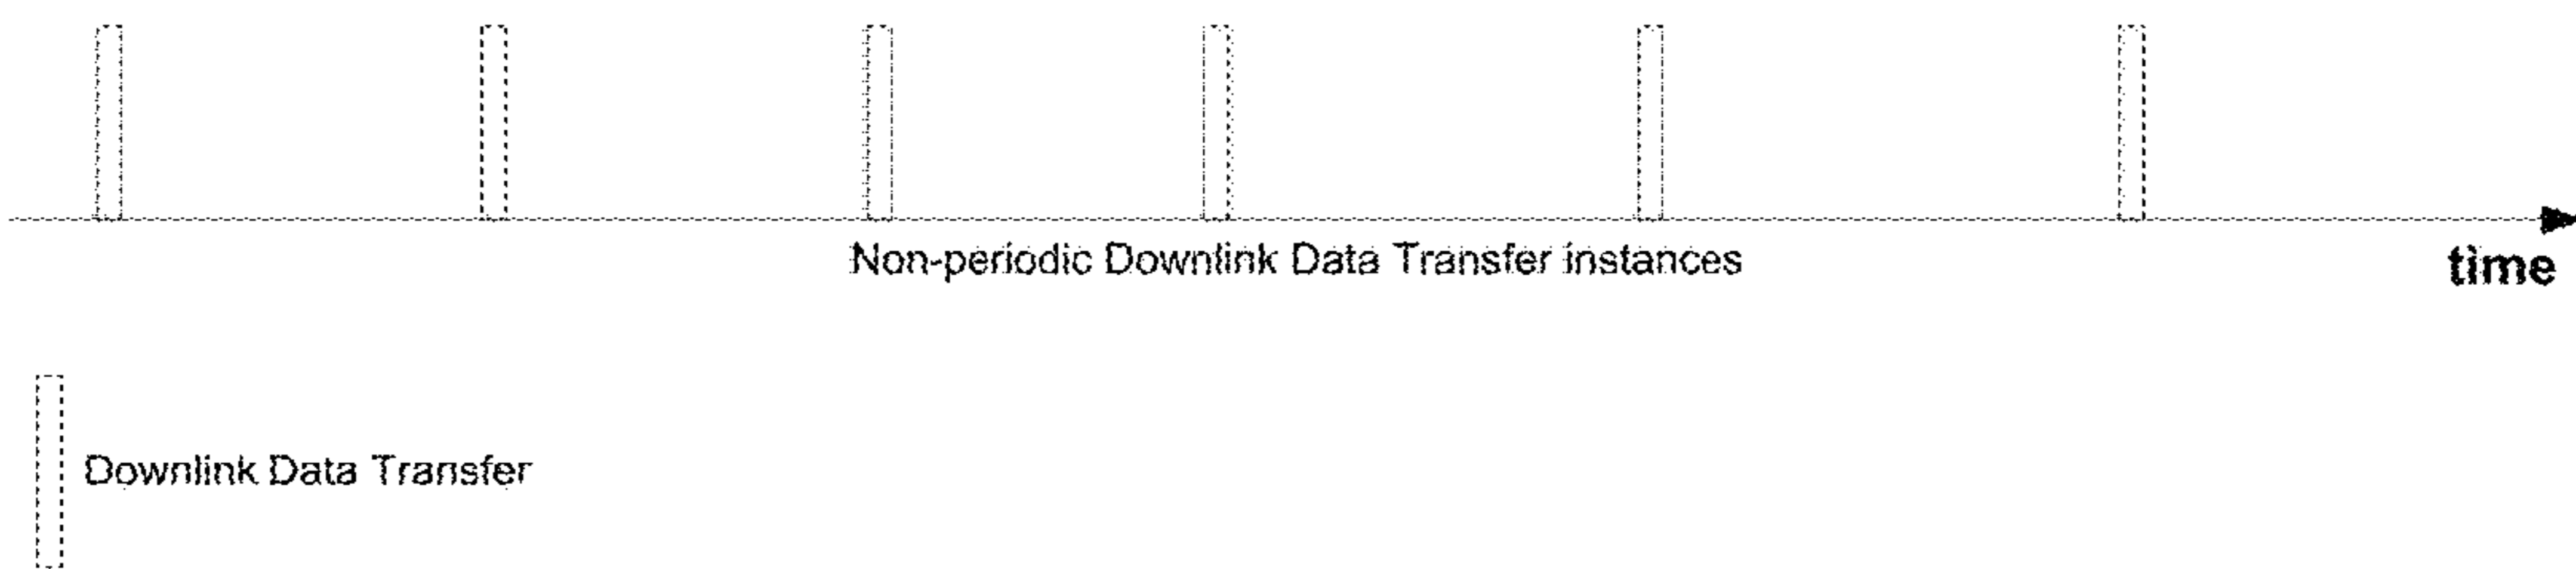 Non-periodic Downlink Data Transfer instances
time
Downlink Data Transfer